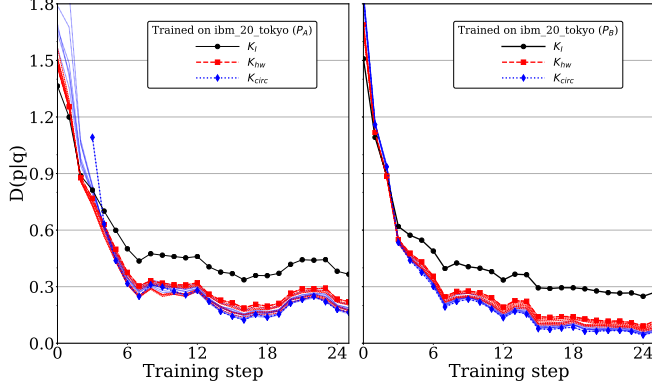 Trained on ibm_20_tokyo (P_A)
K_I
K_hw
K_circ
D(p|q)
1.8
1.5
1.2
0.9
0.6
0.3
0.0
0
6
12
18
24
Training step
Trained on ibm_20_tokyo (P_B)
K_I
K_hw
K_circ
0
6
12
18
24
Training step